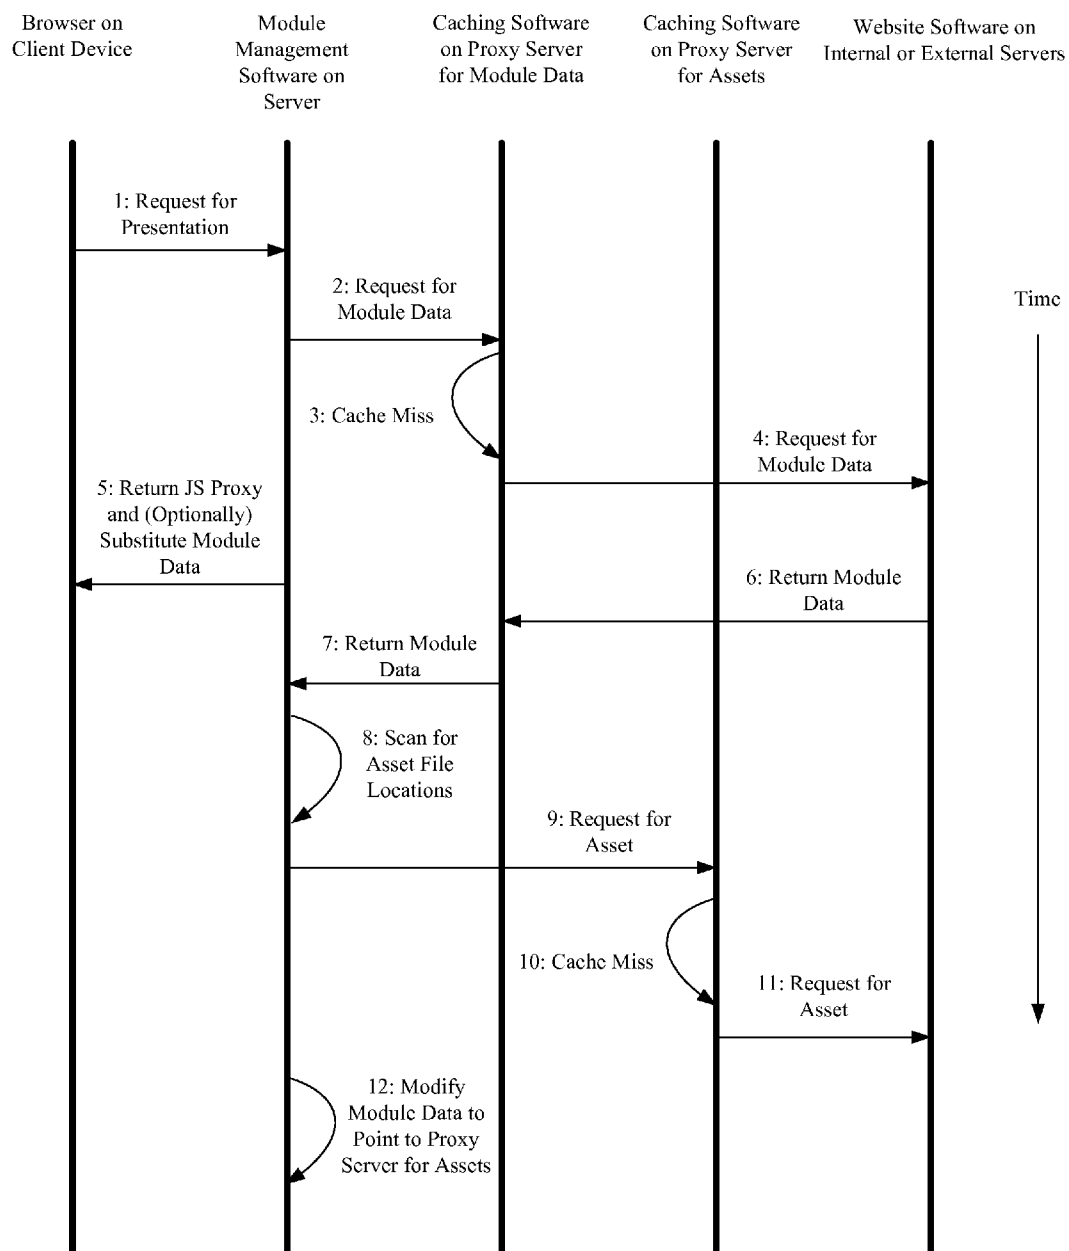 Browser on
Client Device
Module
Management
Software on
Server
Caching Software
on Proxy Server
for Module Data
Caching Software
on Proxy Server
for Assets
Website Software on
Internal or External Servers
1: Request for
Presentation
2: Request for
Module Data
Time
3: Cache Miss
4: Request for
Module Data
5: Return JS Proxy
and (Optionally)
Substitute Module
Data
6: Return Module
Data
7: Return Module
Data
8: Scan for
Asset File
Locations
9: Request for
Asset
10: Cache Miss
11: Request for
Asset
12: Modify
Module Data to
Point to Proxy
Server for Assets